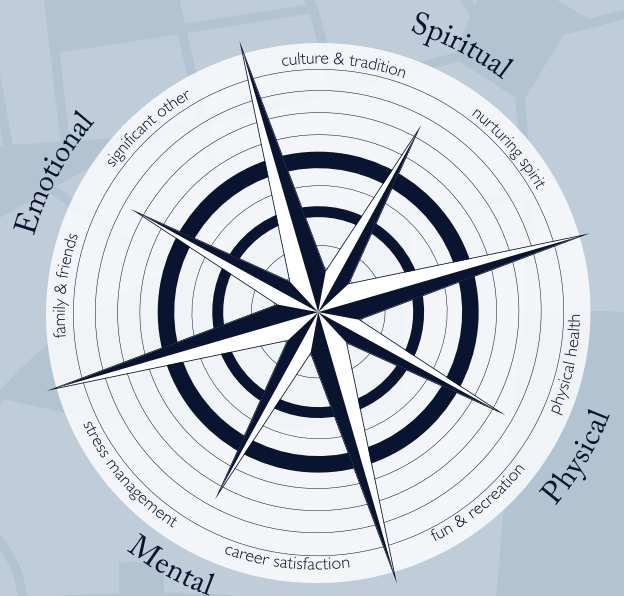 Spiritual
culture & tradition
nurturing spirit
significant other
Emotional
family & friends
physical health
Physical
stress management
fun & recreation
career satisfaction
Mental